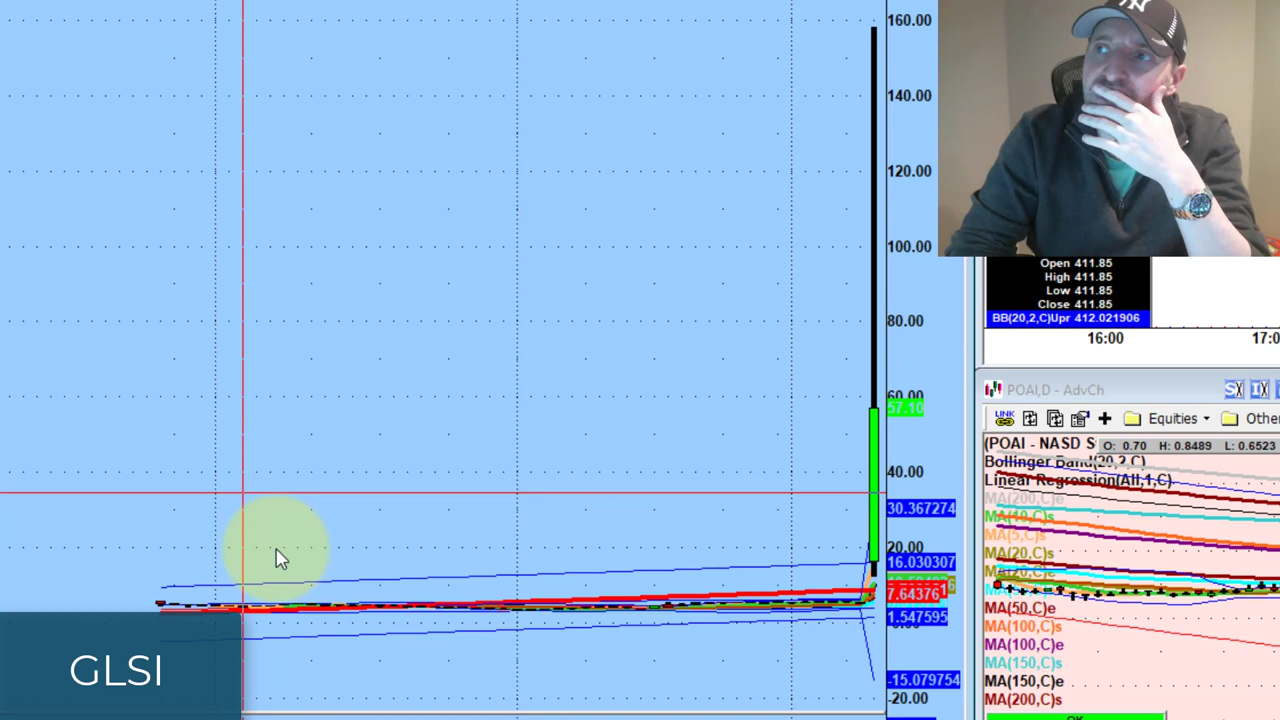 160.00
140.00
120.00
100.00
80.00
60.00
57.10
40.00
30.367274
20.00
16.030307
7.64376
1.547595
-15.079754
-20.00
GLSI
Open 411.85
High 411.85
Low 411.85
Close 411.85
BB(20,2,C)Upr 412.021906
16:00
17:0
POAI,D - AdvCh
LINK
Equities
Other
(POAI - NASD S
O: 0.70 H: 0.8489 L: 0.6523
Bollinger Band(20,2,C)
Linear Regression(All,1,C)
MA(200,C)e
MA(10,C)s
MA(5,C)s
MA(20,C)s
MA(20,C)e
MA(50,C)e
MA(100,C)s
MA(100,C)e
MA(150,C)s
MA(150,C)e
MA(200,C)s
OK